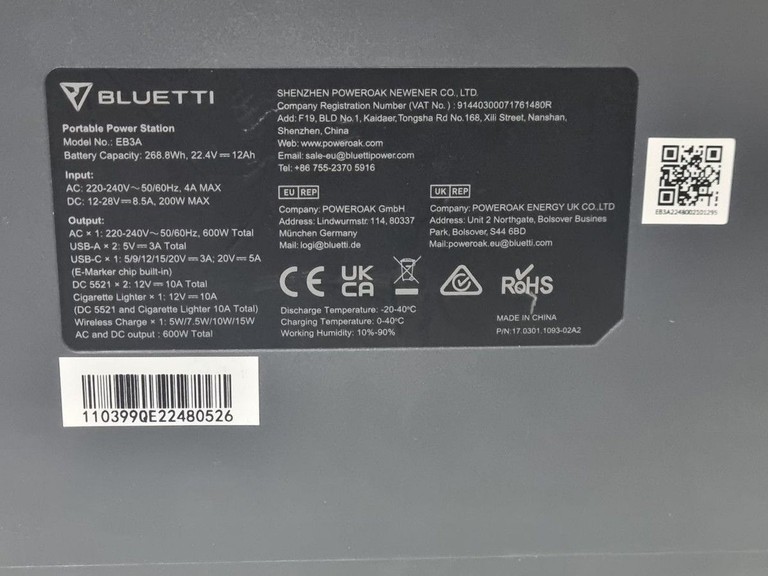 BLUETTI
Portable Power Station
Model No.: EB3A
Battery Capacity: 268.8Wh, 22.4V⎓12Ah
Input:
AC: 220-240V～50/60Hz, 4A MAX
DC: 12-28V⎓8.5A, 200W MAX
Output:
AC × 1: 220-240V～50/60Hz, 600W Total
USB-A × 2: 5V⎓3A Total
USB-C × 1: 5/9/12/15/20V⎓3A; 20V⎓5A
(E-Marker chip built-in)
DC 5521 × 2: 12V⎓10A Total
Cigarette Lighter × 1: 12V⎓10A
(DC 5521 and Cigarette Lighter 10A Total)
Wireless Charge × 1: 5W/7.5W/10W/15W
AC and DC output : 600W Total
SHENZHEN POWEROAK NEWENER CO., LTD.
Company Registration Number (VAT No.) : 91440300071761480R
Add: F19, BLD No.1, Kaidaer, Tongsha Rd No.168, Xili Street, Nanshan,
Shenzhen, China
Web: www.poweroak.com
Email: sale-eu@bluettipower.com
Tel: +86 755-2370 5916
EU REP
Company: POWEROAK GmbH
Address: Lindwurmstr. 114, 80337
München Germany
Mail: logi@bluetti.de
UK REP
Company: POWEROAK ENERGY UK CO.,LTD
Address: Unit 2 Northgate, Bolsover Busines
Park, Bolsover, S44 6BD
Mail:poweroak.eu@bluetti.com
CE
UK
CA
RoHS
Discharge Temperature: -20-40°C
Charging Temperature: 0-40°C
Working Humidity: 10%-90%
MADE IN CHINA
P/N:17.0301.1093-02A2
EB3A2248002101295
110399QE22480526